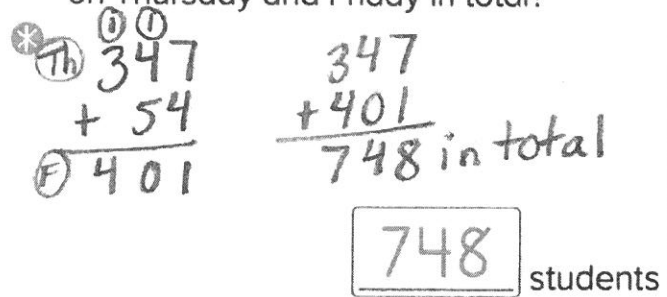 on Thursday and Friday in total.
① ①
Th 347
+ 54
F 401
347
+401
748 in total
748 students